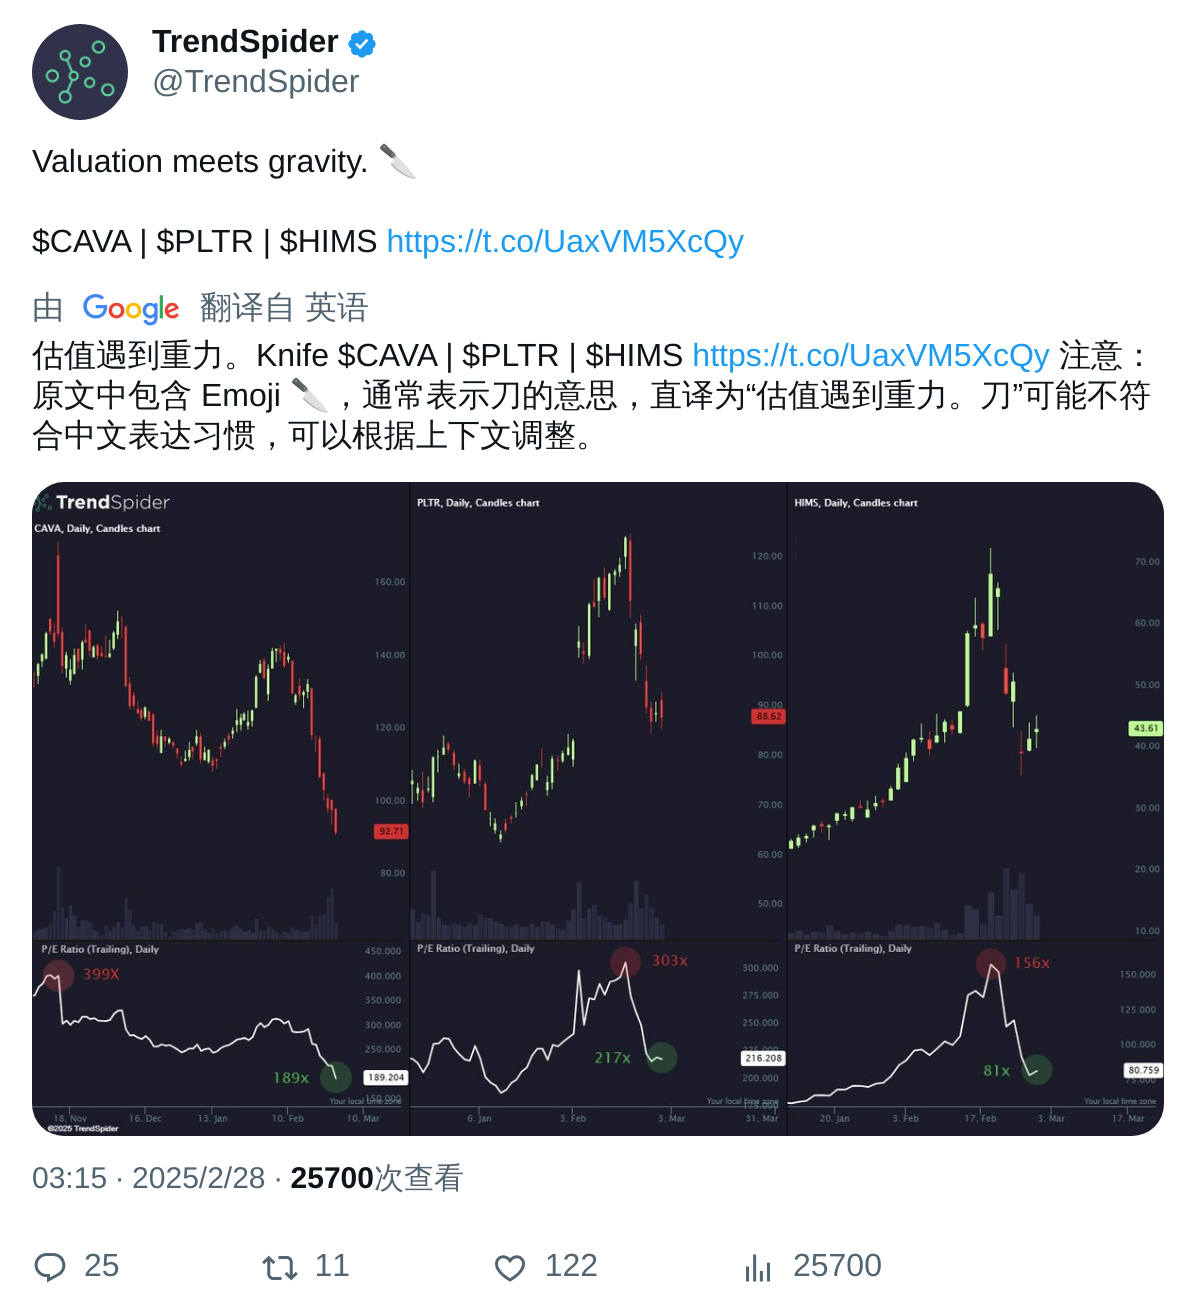 TrendSpider
@TrendSpider
Valuation meets gravity. 🔪
$CAVA | $PLTR | $HIMS https://t.co/UaxVM5XcQy
由 Google 翻译自 英语
估值遇到重力。Knife $CAVA | $PLTR | $HIMS https://t.co/UaxVM5XcQy 注意：
原文中包含 Emoji 🔪，通常表示刀的意思，直译为“估值遇到重力。刀”可能不符
合中文表达习惯，可以根据上下文调整。
TrendSpider
CAVA, Daily, Candles chart
160.00
140.00
120.00
100.00
92.71
80.00
P/E Ratio (Trailing), Daily
450.000
399X
400.000
350.000
300.000
250.000
189x
189.204
150.000
Your local time zone
18. Nov
16. Dec
13. Jan
10. Feb
10. Mar
©2025 TrendSpider
PLTR, Daily, Candles chart
120.00
110.00
100.00
90.00
88.62
80.00
70.00
60.00
50.00
P/E Ratio (Trailing), Daily
303x
300.000
275.000
250.000
225.000
217x
216.208
200.000
175.000
Your local time zone
6. Jan
3. Feb
3. Mar
31. Mar
HIMS, Daily, Candles chart
70.00
60.00
50.00
43.61
40.00
30.00
20.00
10.00
P/E Ratio (Trailing), Daily
156x
150.000
125.000
100.000
81x
80.759
75.000
Your local time zone
20. Jan
3. Feb
17. Feb
3. Mar
17. Mar
03:15 · 2025/2/28 · 25700次查看
25
11
122
25700